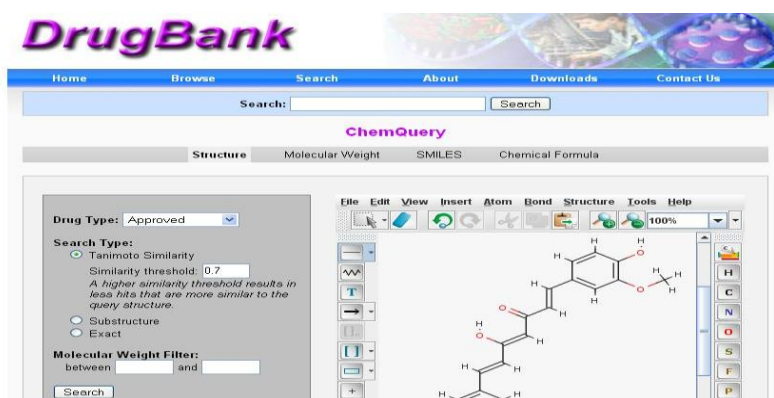 DrugBank
Home Browse Search About Downloads Contact Us
Search: Search
ChemQuery
Structure Molecular Weight SMILES Chemical Formula
File Edit View Insert Atom Bond Structure Tools Help
100%
Drug Type: Approved
Search Type:
Tanimoto Similarity
Similarity threshold: 0.7
A higher similarity threshold results in
less hits that are more similar to the
query structure.
Substructure
Exact
Molecular Weight Filter:
between and
Search
H H
H O
H H
H O H
H
H
O H
H
O H
H
H
H H
T
H
C
N
O
S
F
P